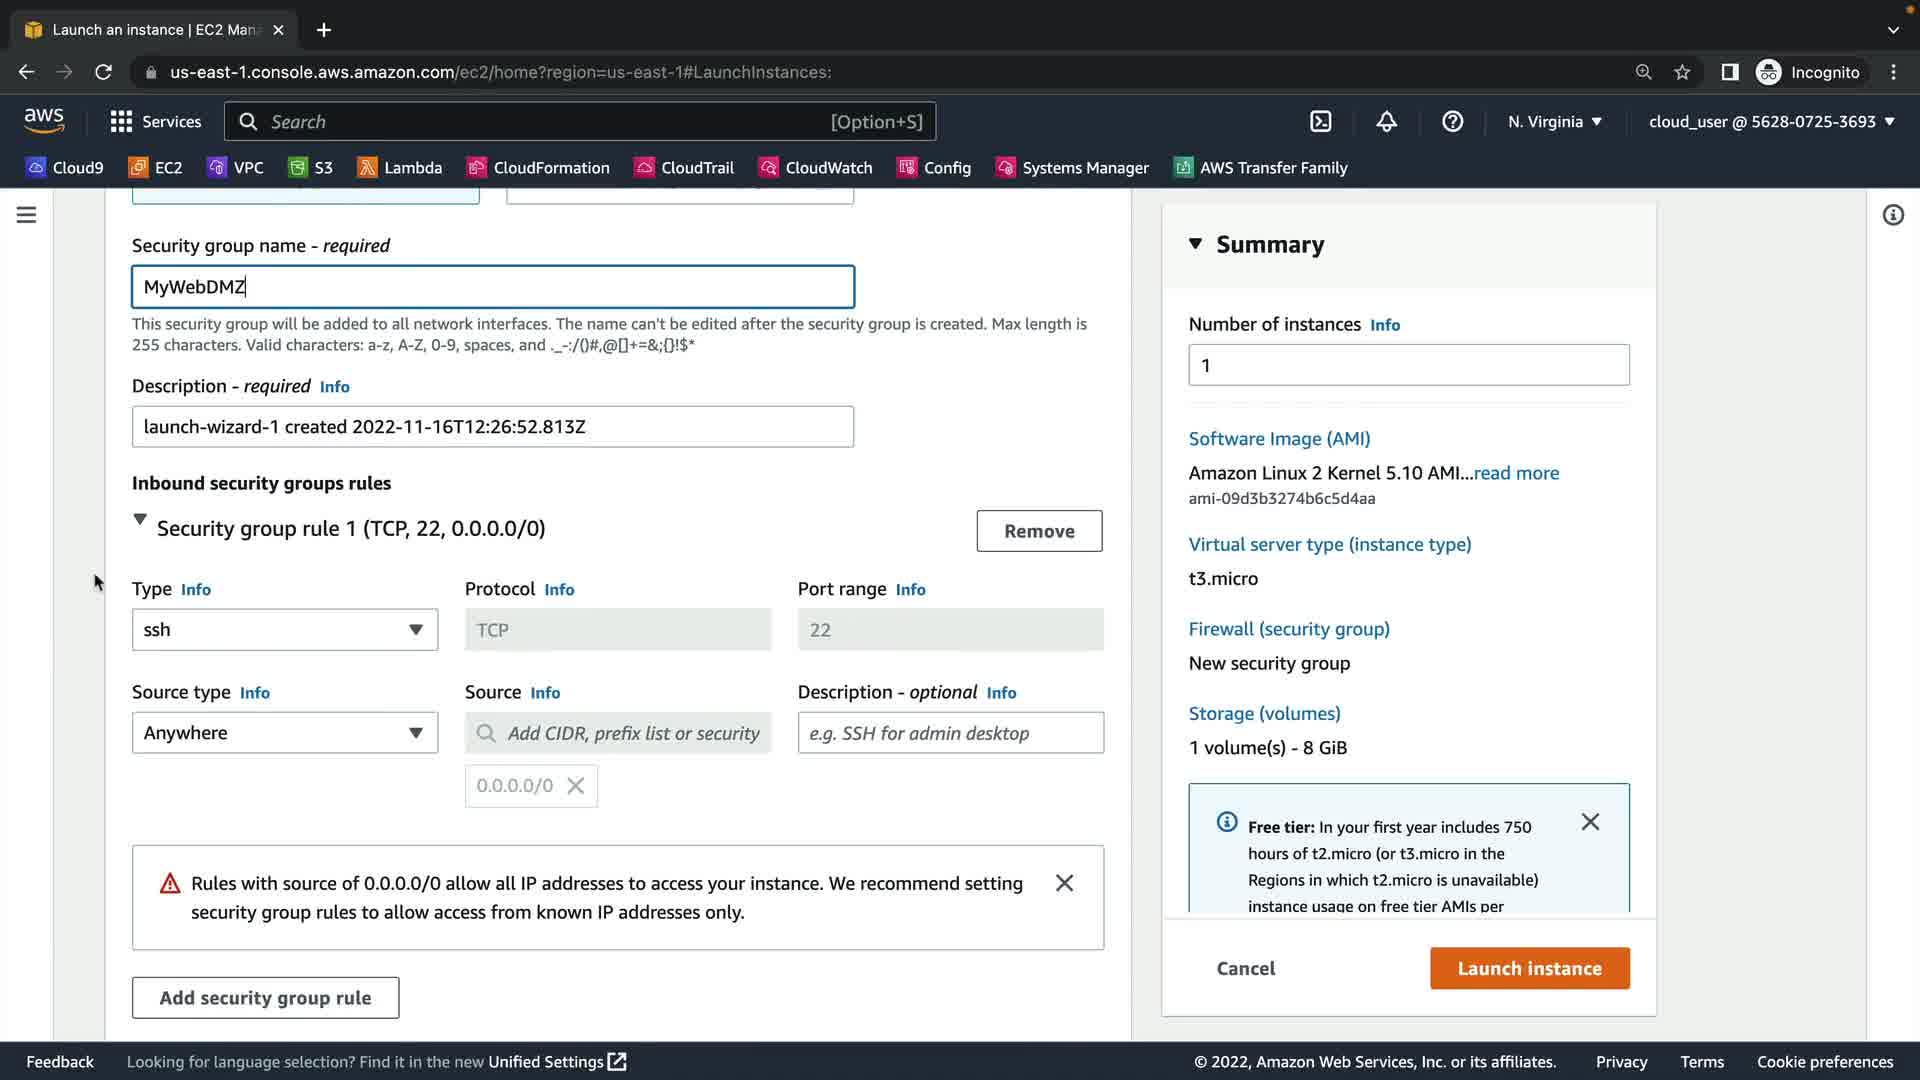 Launch an instance | EC2 Mana
us-east-1.console.aws.amazon.com/ec2/home?region=us-east-1#LaunchInstances:
Incognito
aws
Services
Search
[Option+S]
N. Virginia
cloud_user @ 5628-0725-3693
Cloud9
EC2
VPC
S3
Lambda
CloudFormation
CloudTrail
CloudWatch
Config
Systems Manager
AWS Transfer Family
Security group name - required
MyWebDMZ
This security group will be added to all network interfaces. The name can't be edited after the security group is created. Max length is
255 characters. Valid characters: a-z, A-Z, 0-9, spaces, and ._-:/()#,@[]+=&;{}!$*
Description - required Info
launch-wizard-1 created 2022-11-16T12:26:52.813Z
Inbound security groups rules
Security group rule 1 (TCP, 22, 0.0.0.0/0)
Remove
Type Info
Protocol Info
Port range Info
ssh
TCP
22
Source type Info
Source Info
Description - optional Info
Anywhere
Add CIDR, prefix list or security
e.g. SSH for admin desktop
0.0.0.0/0
Rules with source of 0.0.0.0/0 allow all IP addresses to access your instance. We recommend setting
security group rules to allow access from known IP addresses only.
Add security group rule
Summary
Number of instances Info
1
Software Image (AMI)
Amazon Linux 2 Kernel 5.10 AMI...read more
ami-09d3b3274b6c5d4aa
Virtual server type (instance type)
t3.micro
Firewall (security group)
New security group
Storage (volumes)
1 volume(s) - 8 GiB
Free tier: In your first year includes 750
hours of t2.micro (or t3.micro in the
Regions in which t2.micro is unavailable)
instance usage on free tier AMIs per
Cancel
Launch instance
Feedback
Looking for language selection? Find it in the new Unified Settings
© 2022, Amazon Web Services, Inc. or its affiliates.
Privacy
Terms
Cookie preferences